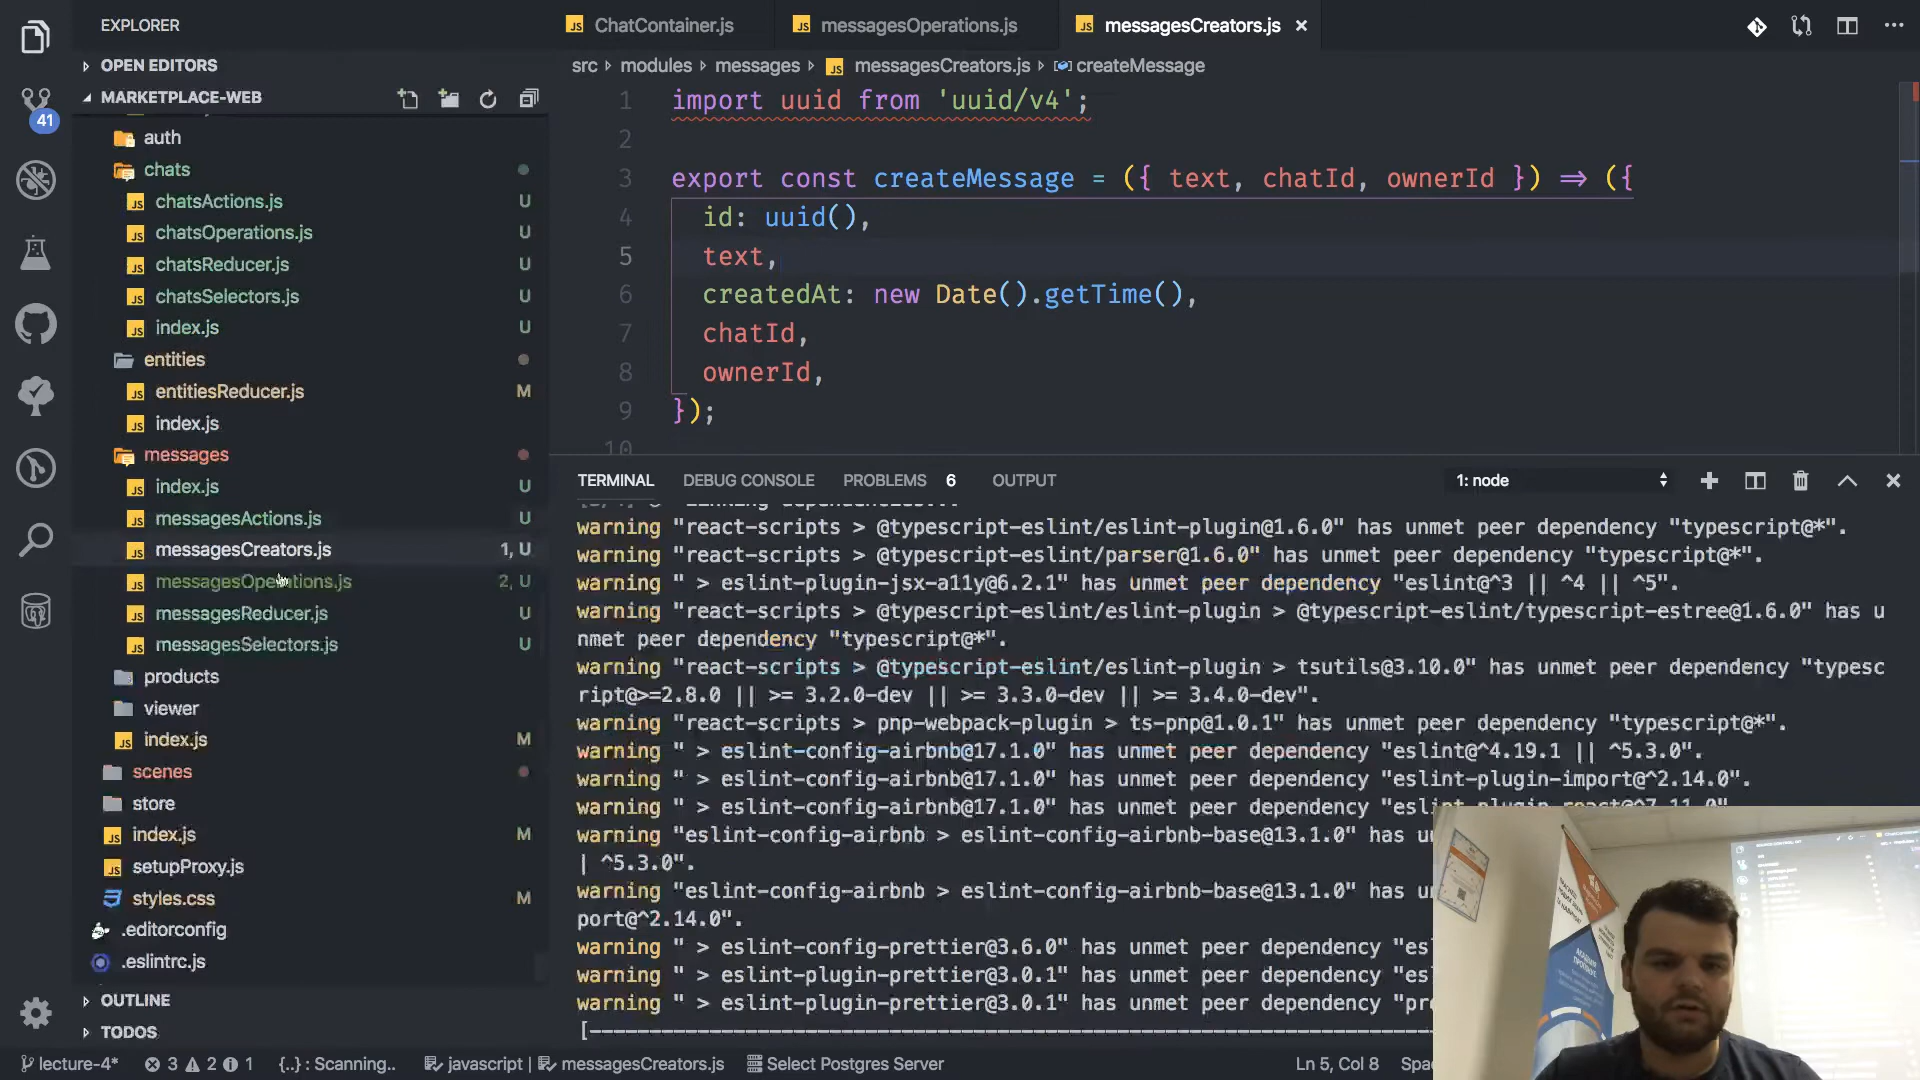 EXPLORER
OPEN EDITORS
MARKETPLACE-WEB
auth
chats
chatsActions.js U
chatsOperations.js U
chatsReducer.js U
chatsSelectors.js U
index.js U
entities
entitiesReducer.js M
index.js
messages
index.js U
messagesActions.js U
messagesCreators.js 1, U
messagesOperations.js 2, U
messagesReducer.js U
messagesSelectors.js U
products
viewer
index.js M
scenes
store
index.js M
setupProxy.js
styles.css M
.editorconfig
.eslintrc.js
OUTLINE
TODOS
41
ChatContainer.js messagesOperations.js messagesCreators.js
src › modules › messages › messagesCreators.js › createMessage
1 import uuid from 'uuid/v4';
2
3 export const createMessage = ({ text, chatId, ownerId }) => ({
4 id: uuid(),
5 text,
6 createdAt: new Date().getTime(),
7 chatId,
8 ownerId,
9 });
10
TERMINAL DEBUG CONSOLE PROBLEMS 6 OUTPUT 1: node
warning "react-scripts > @typescript-eslint/eslint-plugin@1.6.0" has unmet peer dependency "typescript@*".
warning "react-scripts > @typescript-eslint/parser@1.6.0" has unmet peer dependency "typescript@*".
warning " > eslint-plugin-jsx-a11y@6.2.1" has unmet peer dependency "eslint@^3 || ^4 || ^5".
warning "react-scripts > @typescript-eslint/eslint-plugin > @typescript-eslint/typescript-estree@1.6.0" has u
nmet peer dependency "typescript@*".
warning "react-scripts > @typescript-eslint/eslint-plugin > tsutils@3.10.0" has unmet peer dependency "typesc
ript@>=2.8.0 || >= 3.2.0-dev || >= 3.3.0-dev || >= 3.4.0-dev".
warning "react-scripts > pnp-webpack-plugin > ts-pnp@1.0.1" has unmet peer dependency "typescript@*".
warning " > eslint-config-airbnb@17.1.0" has unmet peer dependency "eslint@^4.19.1 || ^5.3.0".
warning " > eslint-config-airbnb@17.1.0" has unmet peer dependency "eslint-plugin-import@^2.14.0".
warning " > eslint-config-airbnb@17.1.0" has unmet peer dependency "eslint-plugin-react@^7.11.0".
warning "eslint-config-airbnb > eslint-config-airbnb-base@13.1.0" has u
| ^5.3.0".
warning "eslint-config-airbnb > eslint-config-airbnb-base@13.1.0" has u
port@^2.14.0".
warning " > eslint-config-prettier@3.6.0" has unmet peer dependency "es
warning " > eslint-plugin-prettier@3.0.1" has unmet peer dependency "es
warning " > eslint-plugin-prettier@3.0.1" has unmet peer dependency "pr
lecture-4* 3 2 1 {..} : Scanning.. javascript | messagesCreators.js Select Postgres Server Ln 5, Col 8 Spa